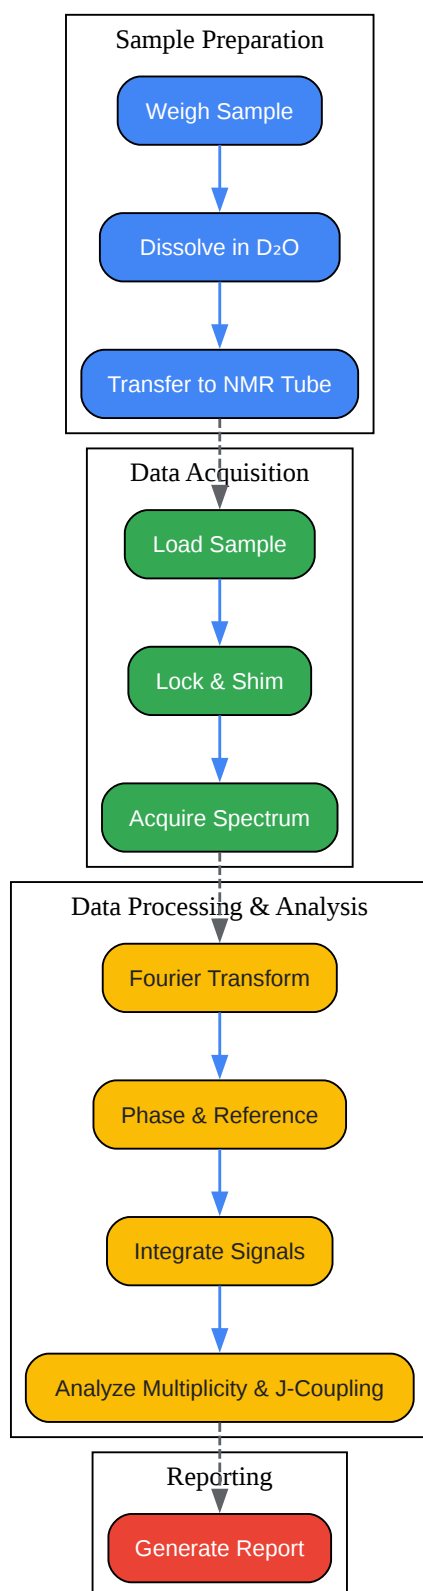 Sample Preparation
Weigh Sample
Dissolve in D₂O
Transfer to NMR Tube
Data Acquisition
Load Sample
Lock & Shim
Acquire Spectrum
Data Processing & Analysis
Fourier Transform
Phase & Reference
Integrate Signals
Analyze Multiplicity & J-Coupling
Reporting
Generate Report